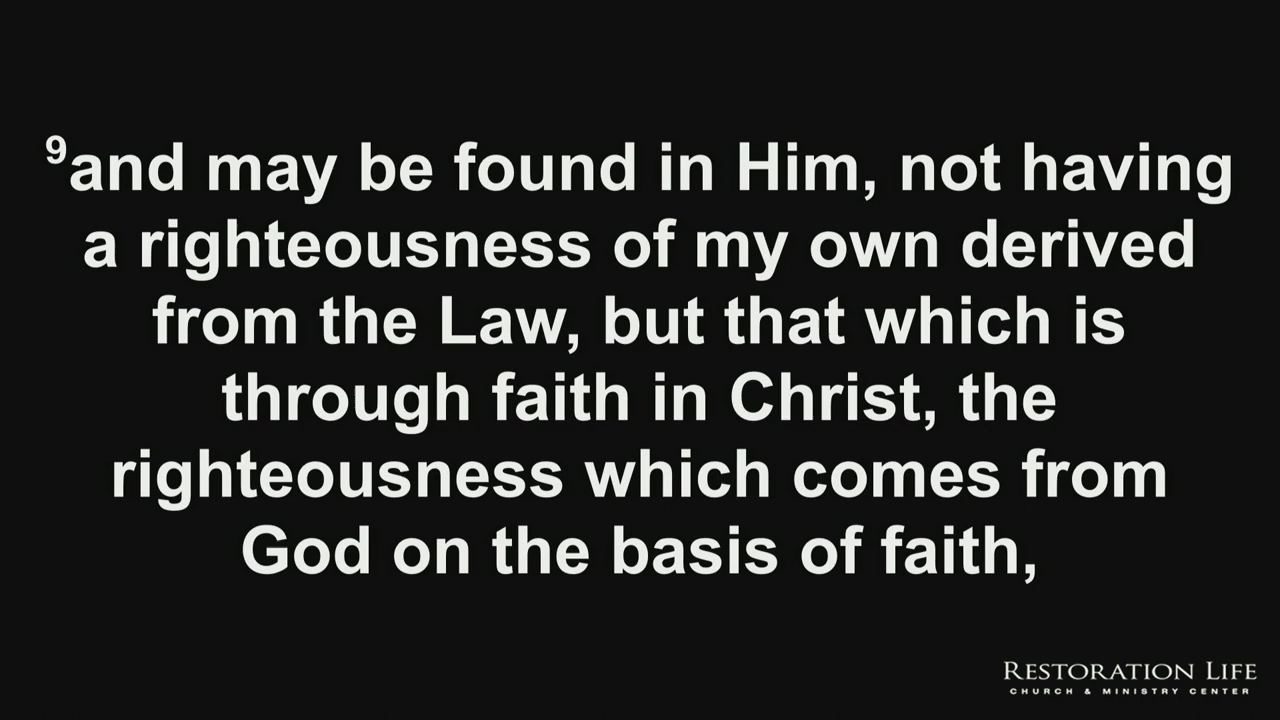 ⁹and may be found in Him, not having
a righteousness of my own derived
from the Law, but that which is
through faith in Christ, the
righteousness which comes from
God on the basis of faith,
RESTORATION LIFE
CHURCH & MINISTRY CENTER